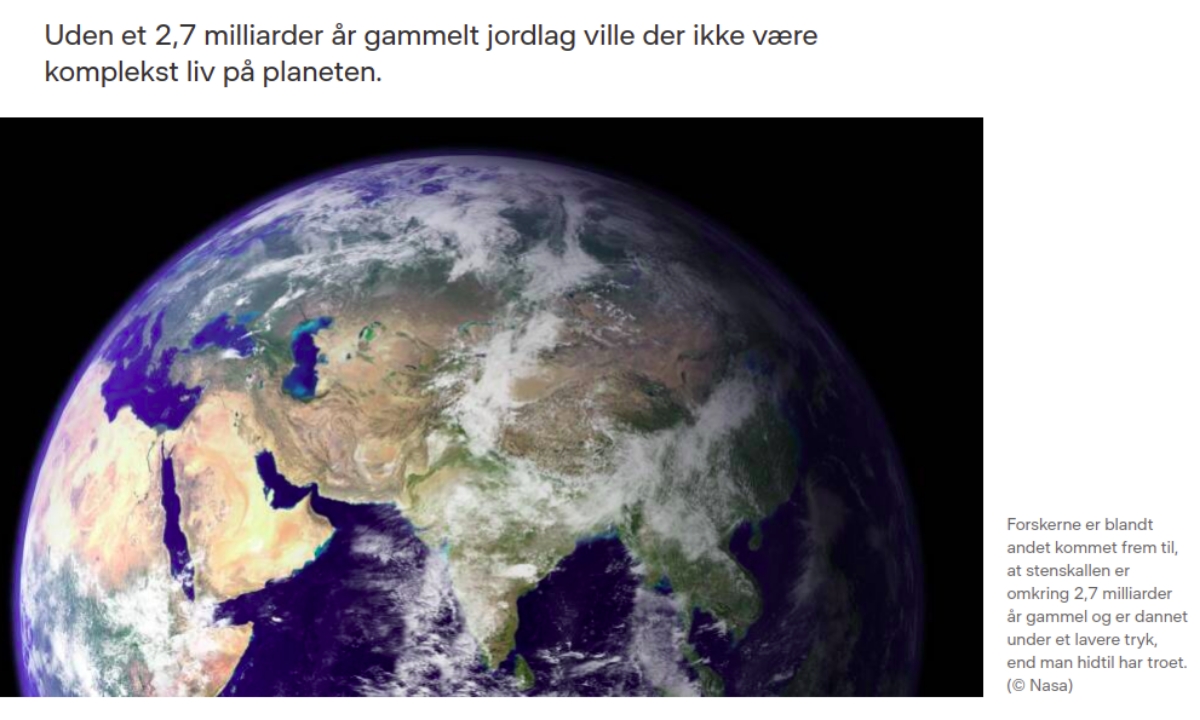 Uden et 2,7 milliarder år gammelt jordlag ville der ikke være
komplekst liv på planeten.
Forskerne er blandt
andet kommet frem til,
at stenskallen er
omkring 2,7 milliarder
år gammel og er dannet
under et lavere tryk,
end man hidtil har troet.
(© Nasa)